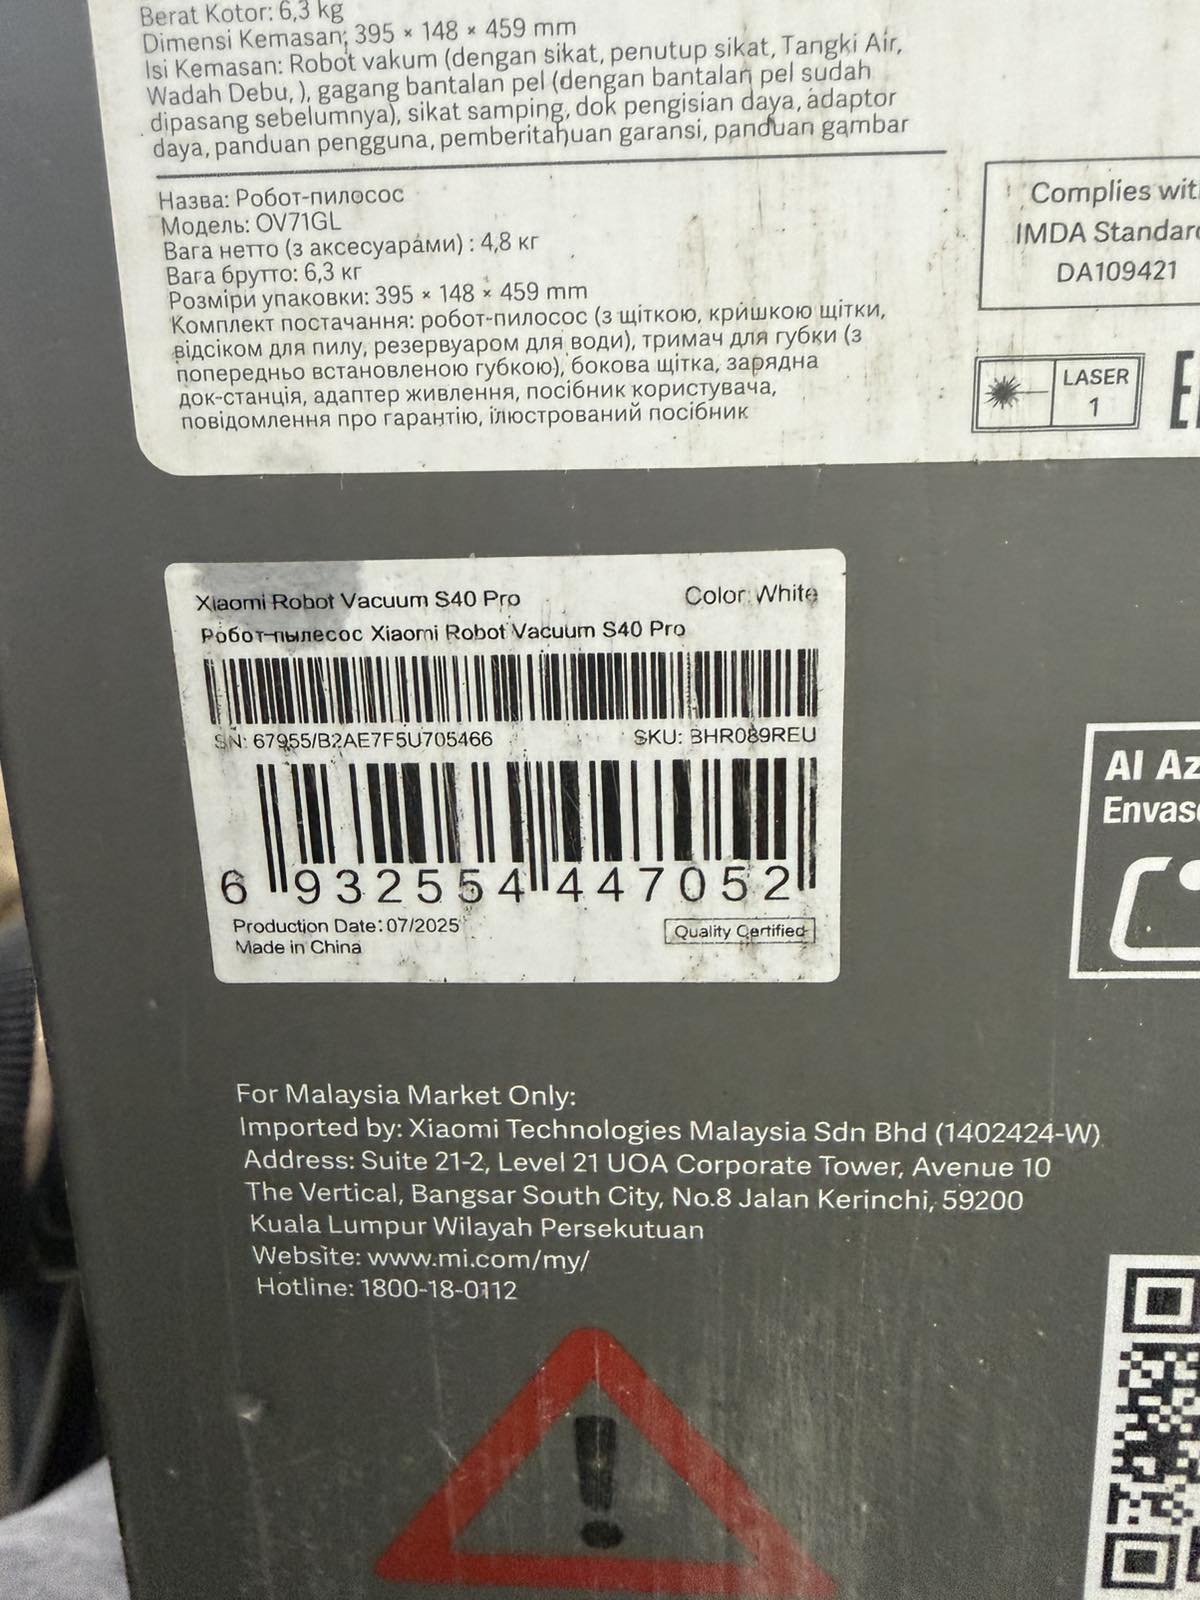 Berat Kotor: 6,3 kg
Dimensi Kemasan: 395 × 148 × 459 mm
Isi Kemasan: Robot vakum (dengan sikat, penutup sikat, Tangki Air,
Wadah Debu, ), gagang bantalan pel (dengan bantalan pel sudah
dipasang sebelumnya), sikat samping, dok pengisian daya, adaptor
daya, panduan pengguna, pemberitahuan garansi, panduan gambar
Назва: Робот-пилосос
Модель: OV71GL
Вага нетто (з аксесуарами) : 4,8 кг
Вага брутто: 6,3 кг
Розміри упаковки: 395 × 148 × 459 mm
Комплект постачання: робот-пилосос (з щіткою, кришкою щітки,
відсіком для пилу, резервуаром для води), тримач для губки (з
попередньо встановленою губкою), бокова щітка, зарядна
док-станція, адаптер живлення, посібник користувача,
повідомлення про гарантію, ілюстрований посібник
Complies wit
IMDA Standar
DA109421
LASER
1
Xiaomi Robot Vacuum S40 Pro Color: White
Робот-пылесос Xiaomi Robot Vacuum S40 Pro
SN: 67955/B2AE7F5U705466 SKU: BHR089REU
6 932554 447052
Production Date: 07/2025
Made in China
Quality Certified
Al Az
Envas
For Malaysia Market Only:
Imported by: Xiaomi Technologies Malaysia Sdn Bhd (1402424-W)
Address: Suite 21-2, Level 21 UOA Corporate Tower, Avenue 10
The Vertical, Bangsar South City, No.8 Jalan Kerinchi, 59200
Kuala Lumpur Wilayah Persekutuan
Website: www.mi.com/my/
Hotline: 1800-18-0112